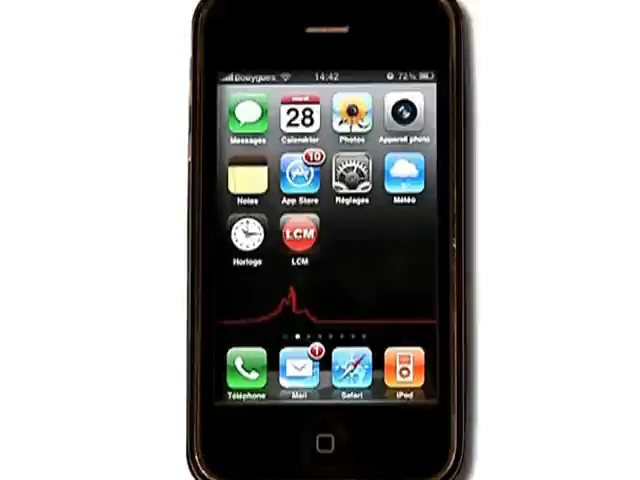 Bouygues 14:42 72 %
28
Messages Calendrier Photos Appareil photo
10
Notes App Store Réglages Météo
LCM
Horloge LCM
1
Téléphone Mail Safari iPod